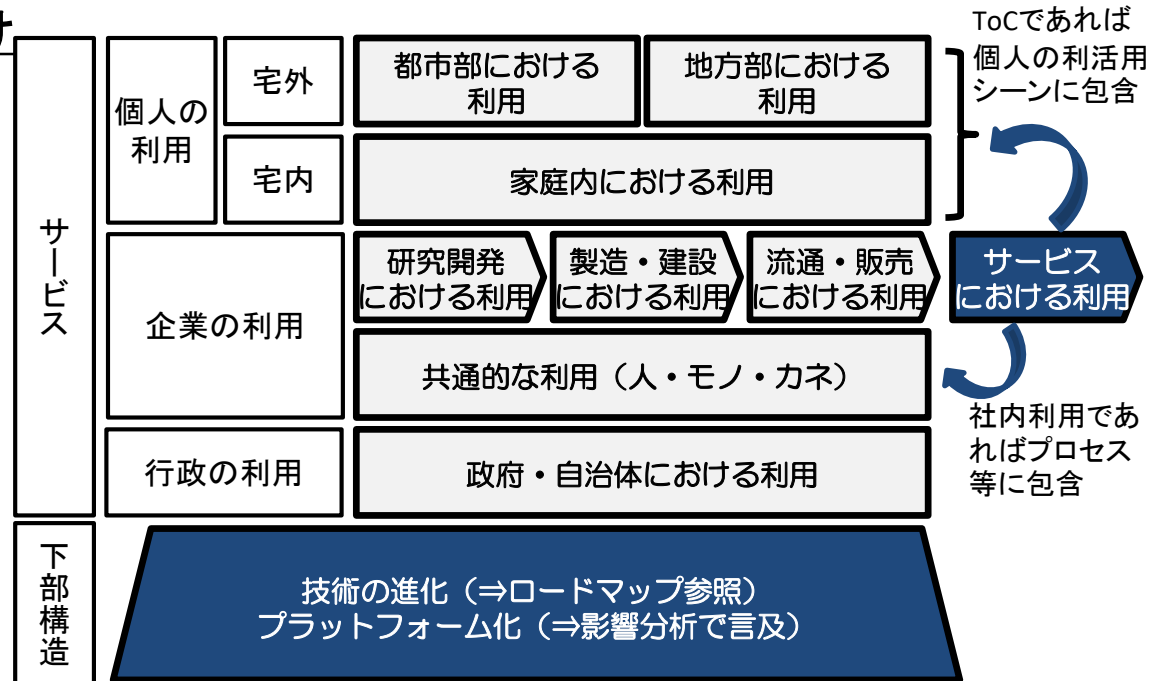 ToCであれば
個人の利活用
シーンに包含
サービス
個人の
利用
宅外
都市部における
利用
地方部における
利用
宅内
家庭内における利用
企業の利用
研究開発
における利用
製造・建設
における利用
流通・販売
における利用
サービス
における利用
共通的な利用（人・モノ・カネ）
社内利用であ
ればプロセス
等に包含
行政の利用
政府・自治体における利用
下部構造
技術の進化（⇒ロードマップ参照）
プラットフォーム化（⇒影響分析で言及）